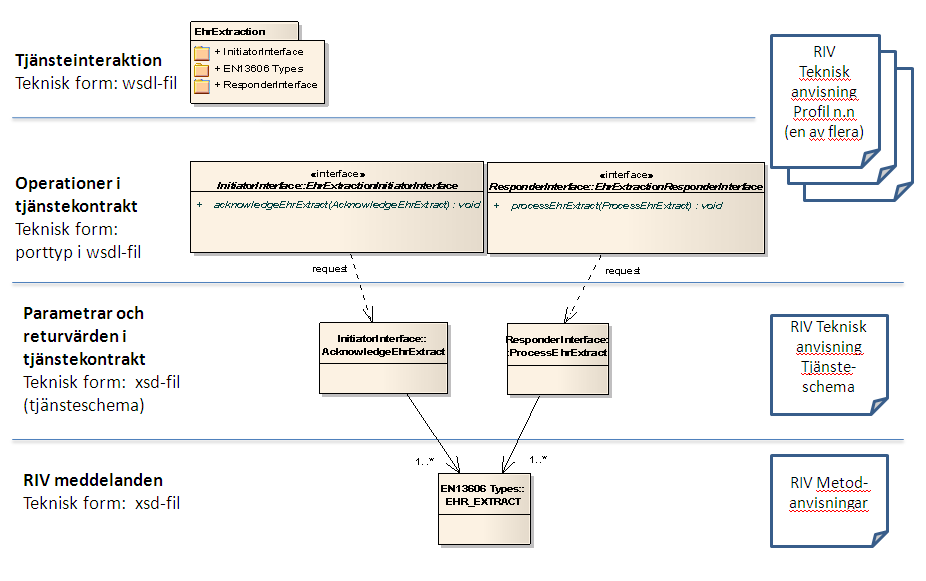 Tjänsteinteraktion
Teknisk form: wsdl-fil
EhrExtraction
+ InitiatorInterface
+ EN13606 Types
+ ResponderInterface
RIV
Teknisk
anvisning
Profil n.n
(en av flera)
Operationer i
tjänstekontrakt
Teknisk form:
porttyp i wsdl-fil
«interface»
InitiatorInterface::EhrExtractionInitiatorInterface
+ acknowledgeEhrExtract(AcknowledgeEhrExtract) : void
«interface»
ResponderInterface::EhrExtractionResponderInterface
+ processEhrExtract(ProcessEhrExtract) : void
request
request
Parametrar och
returvärden i
tjänstekontrakt
Teknisk form: xsd-fil
(tjänsteschema)
InitiatorInterface::
AcknowledgeEhrExtract
ResponderInterface:
:ProcessEhrExtract
RIV Teknisk
anvisning
Tjänste-
schema
1..*
1..*
RIV meddelanden
Teknisk form: xsd-fil
EN13606 Types::
EHR_EXTRACT
RIV Metod-
anvisningar